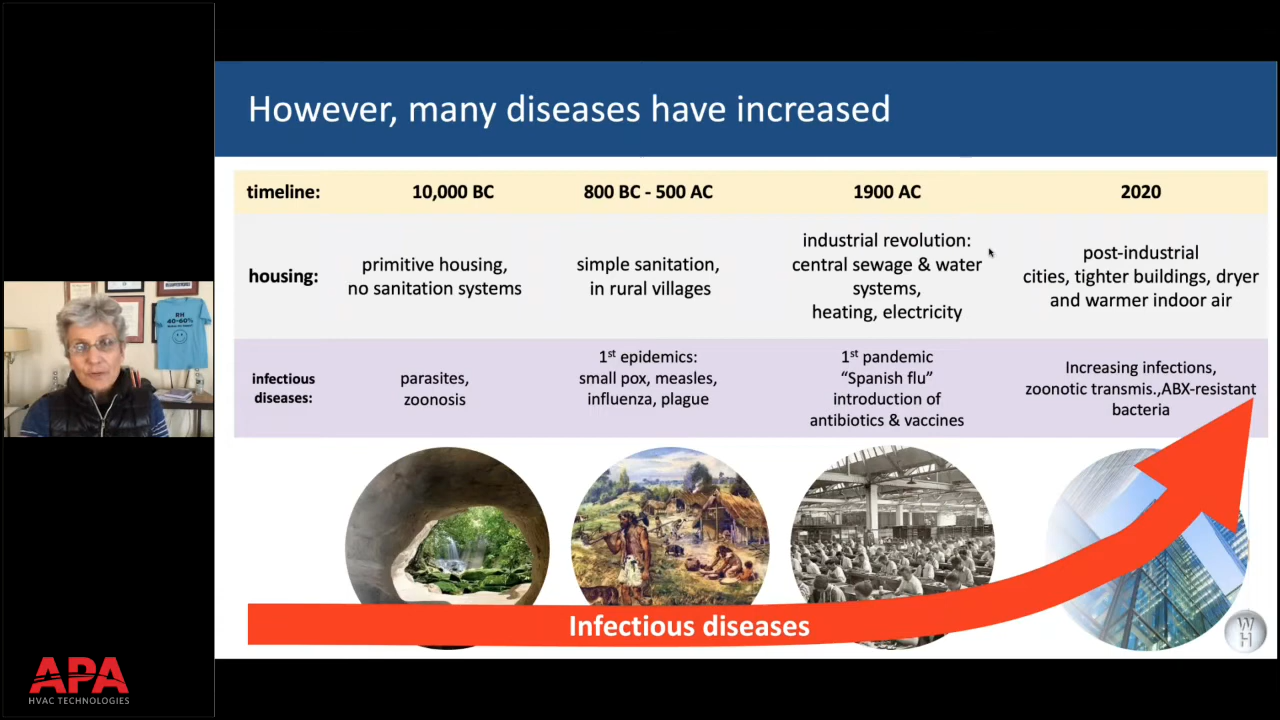 However, many diseases have increased
timeline:
10,000 BC
800 BC - 500 AC
1900 AC
2020
housing:
primitive housing,
no sanitation systems
simple sanitation,
in rural villages
industrial revolution:
central sewage & water
systems,
heating, electricity
post-industrial
cities, tighter buildings, dryer
and warmer indoor air
infectious
diseases:
parasites,
zoonosis
1st epidemics:
small pox, measles,
influenza, plague
1st pandemic
“Spanish flu”
introduction of
antibiotics & vaccines
Increasing infections,
zoonotic transmis.,ABX-resistant
bacteria
Infectious diseases
RH
40-60%
W
H
APA
HVAC TECHNOLOGIES